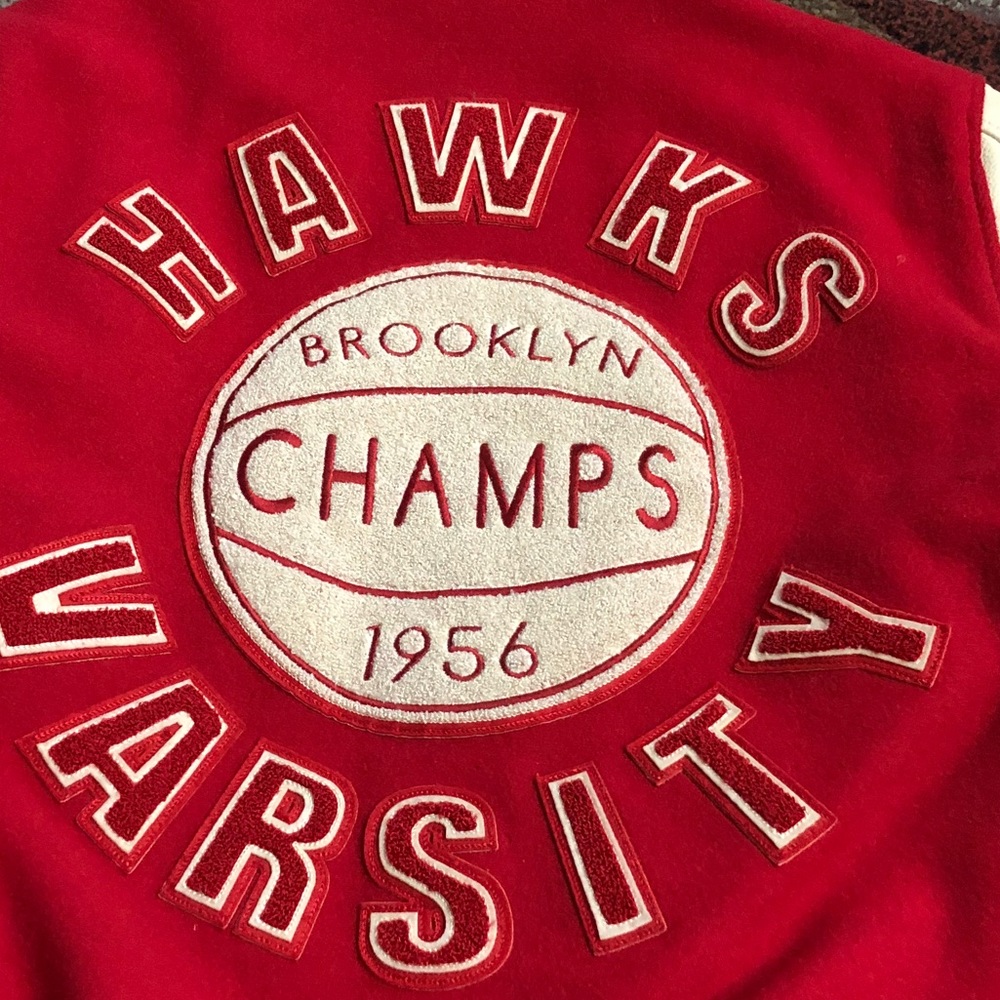 HAWKS
BROOKLYN
CHAMPS
1956
VARSITY